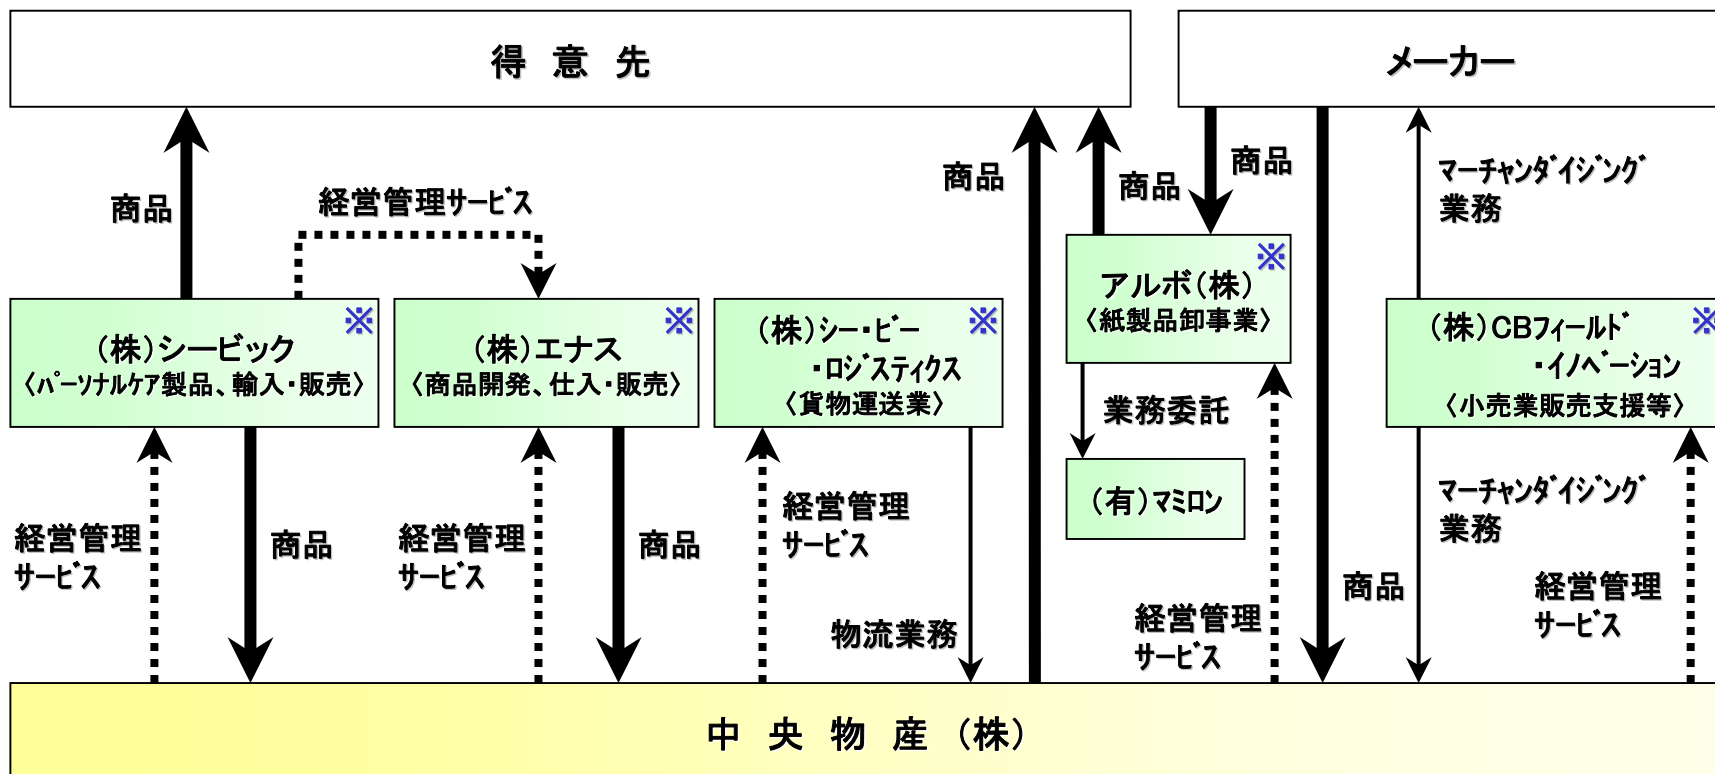 得 意 先
メーカー
商品
経営管理サービス
商品
商品
商品
マーチャンダイジング
業務
※
(株)シービック
〈パーソナルケア製品、輸入・販売〉
※
(株)エナス
〈商品開発、仕入・販売〉
※
(株)シー・ビー
・ロジスティクス
〈貨物運送業〉
※
アルボ(株)
〈紙製品卸事業〉
※
(株)CBフィールド
・イノベーション
〈小売業販売支援等〉
業務委託
(有)マミロン
経営管理
サービス
商品
経営管理
サービス
商品
経営管理
サービス
物流業務
経営管理
サービス
商品
マーチャンダイジング
業務
経営管理
サービス
中 央 物 産 (株)